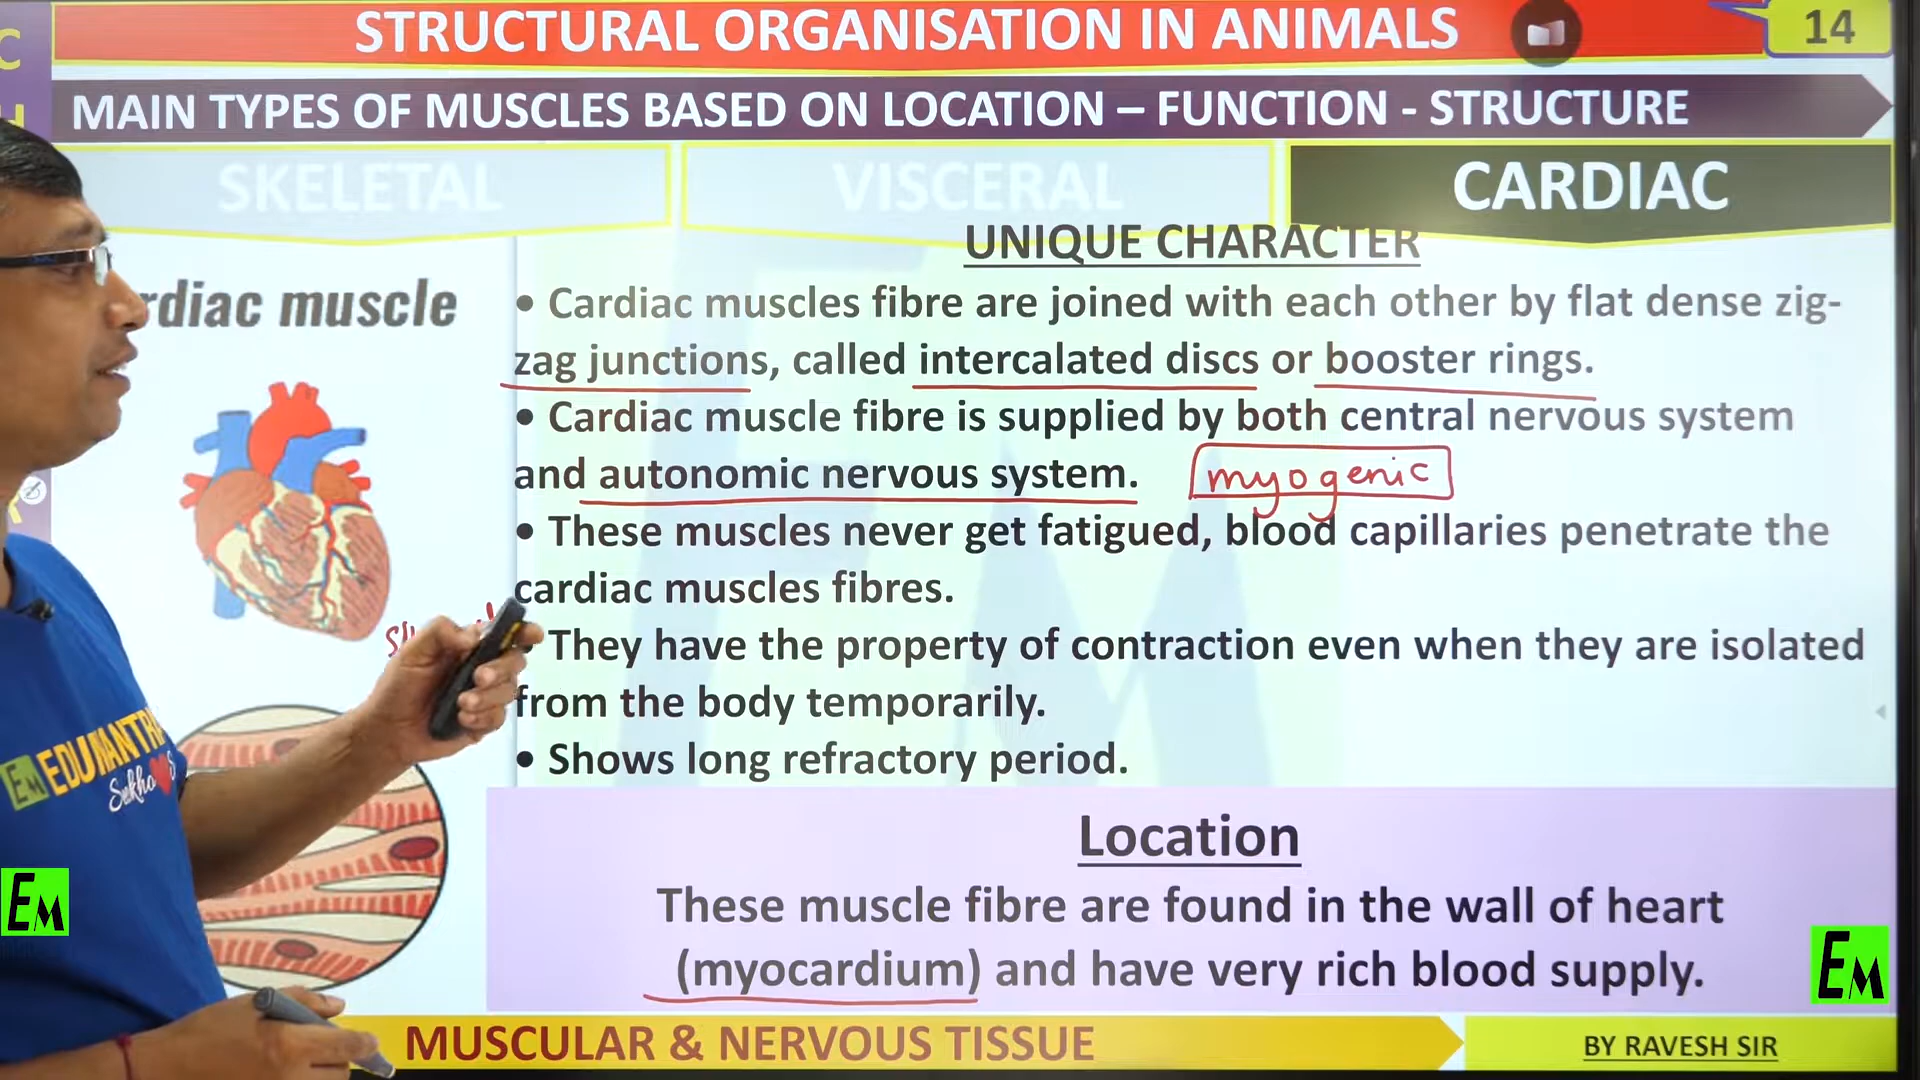 STRUCTURAL ORGANISATION IN ANIMALS
14
MAIN TYPES OF MUSCLES BASED ON LOCATION – FUNCTION - STRUCTURE
SKELETAL
VISCERAL
CARDIAC
UNIQUE CHARACTER
rdiac muscle
• Cardiac muscles fibre are joined with each other by flat dense zig-
zag junctions, called intercalated discs or booster rings.
• Cardiac muscle fibre is supplied by both central nervous system
and autonomic nervous system. myogenic
• These muscles never get fatigued, blood capillaries penetrate the
cardiac muscles fibres.
• They have the property of contraction even when they are isolated
from the body temporarily.
• Shows long refractory period.
Location
These muscle fibre are found in the wall of heart
(myocardium) and have very rich blood supply.
MUSCULAR & NERVOUS TISSUE
BY RAVESH SIR
EM EDUMANTRA
EM
EM